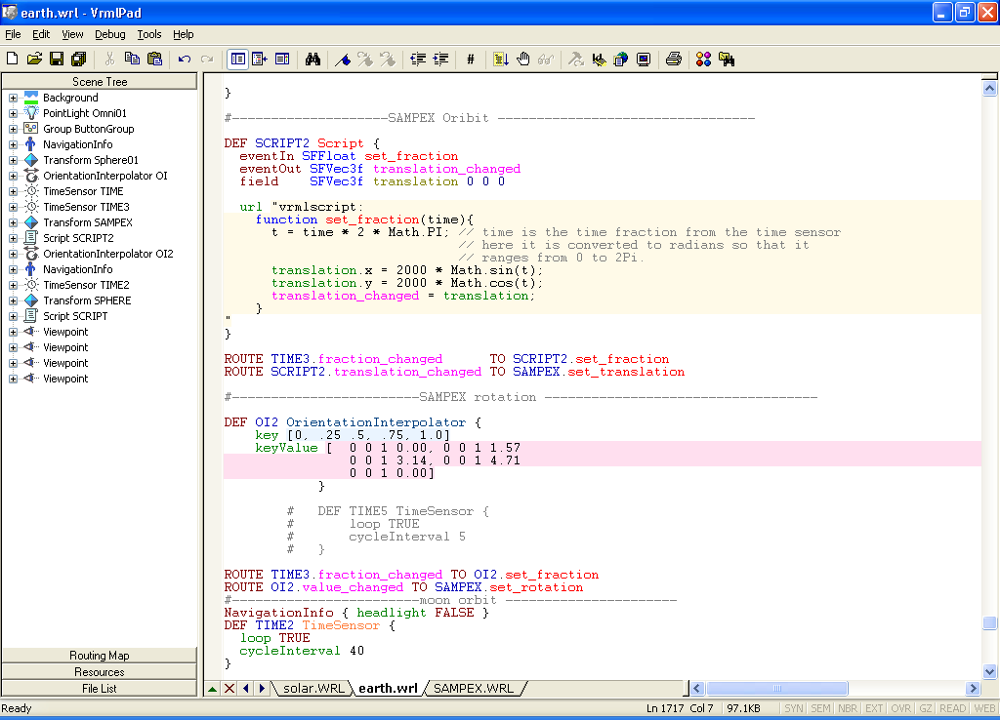 earth.wrl - VrmlPad
File Edit View Debug Tools Help
Scene Tree
Background
PointLight Omni01
Group ButtonGroup
NavigationInfo
Transform Sphere01
OrientationInterpolator OI
TimeSensor TIME
TimeSensor TIME3
Transform SAMPEX
Script SCRIPT2
OrientationInterpolator OI2
NavigationInfo
TimeSensor TIME2
Transform SPHERE
Script SCRIPT
Viewpoint
Viewpoint
Viewpoint
Viewpoint
Routing Map
Resources
File List
}
#--------------------SAMPEX Oribit ---------------------------------
DEF SCRIPT2 Script {
eventIn SFFloat set_fraction
eventOut SFVec3f translation_changed
field SFVec3f translation 0 0 0
url "vrmlscript:
function set_fraction(time){
t = time * 2 * Math.PI; // time is the time fraction from the time sensor
// here it is converted to radians so that it
// ranges from 0 to 2Pi.
translation.x = 2000 * Math.sin(t);
translation.y = 2000 * Math.cos(t);
translation_changed = translation;
}
"
}
ROUTE TIME3.fraction_changed TO SCRIPT2.set_fraction
ROUTE SCRIPT2.translation_changed TO SAMPEX.set_translation
#------------------------SAMPEX rotation -----------------------------------
DEF OI2 OrientationInterpolator {
key [0, .25 .5, .75, 1.0]
keyValue [ 0 0 1 0.00, 0 0 1 1.57
0 0 1 3.14, 0 0 1 4.71
0 0 1 0.00]
}
# DEF TIME5 TimeSensor {
# loop TRUE
# cycleInterval 5
# }
ROUTE TIME3.fraction_changed TO OI2.set_fraction
ROUTE OI2.value_changed TO SAMPEX.set_rotation
#------------------------moon orbit ----------------------
NavigationInfo { headlight FALSE }
DEF TIME2 TimeSensor {
loop TRUE
cycleInterval 40
}
solar.WRL earth.wrl SAMPEX.WRL
Ready Ln 1717 Col 7 97.1KB SYN SEM NBR EXT OVR GZ READ WEB